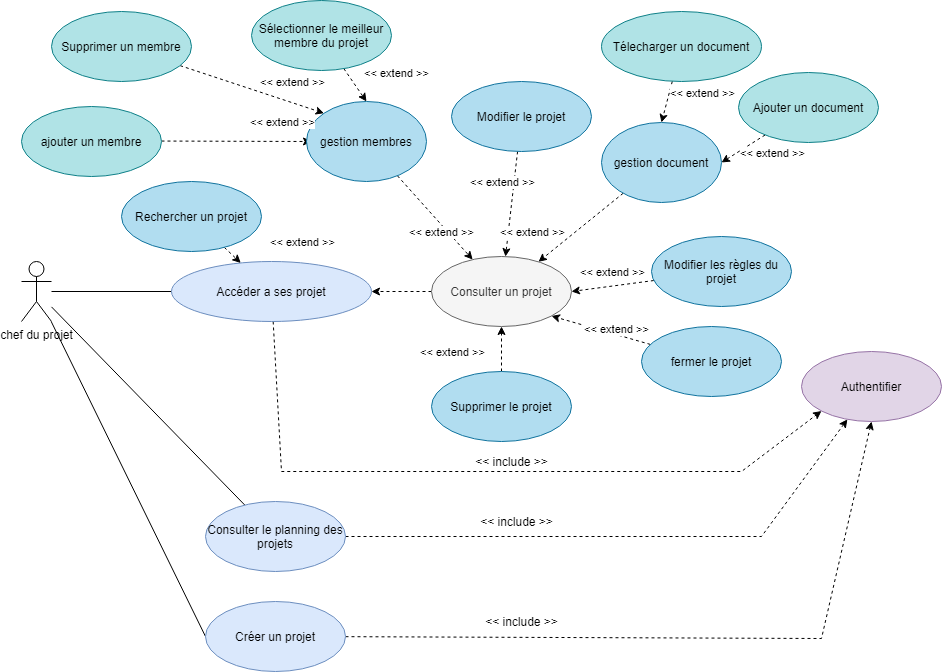 Sélectionner le meilleur
membre du projet
Supprimer un membre
Télecharger un document
<< extend >>
<< extend >>
<< extend >>
Ajouter un document
Modifier le projet
<< extend >>
ajouter un membre
gestion membres
<< extend >>
gestion document
<< extend >>
Rechercher un projet
<< extend >>
<< extend >>
<< extend >>
Modifier les règles du
projet
<< extend >>
Accéder a ses projet
Consulter un projet
chef du projet
<< extend >>
<< extend >>
fermer le projet
Authentifier
Supprimer le projet
<< include >>
<< include >>
Consulter le planning des
projets
<< include >>
Créer un projet